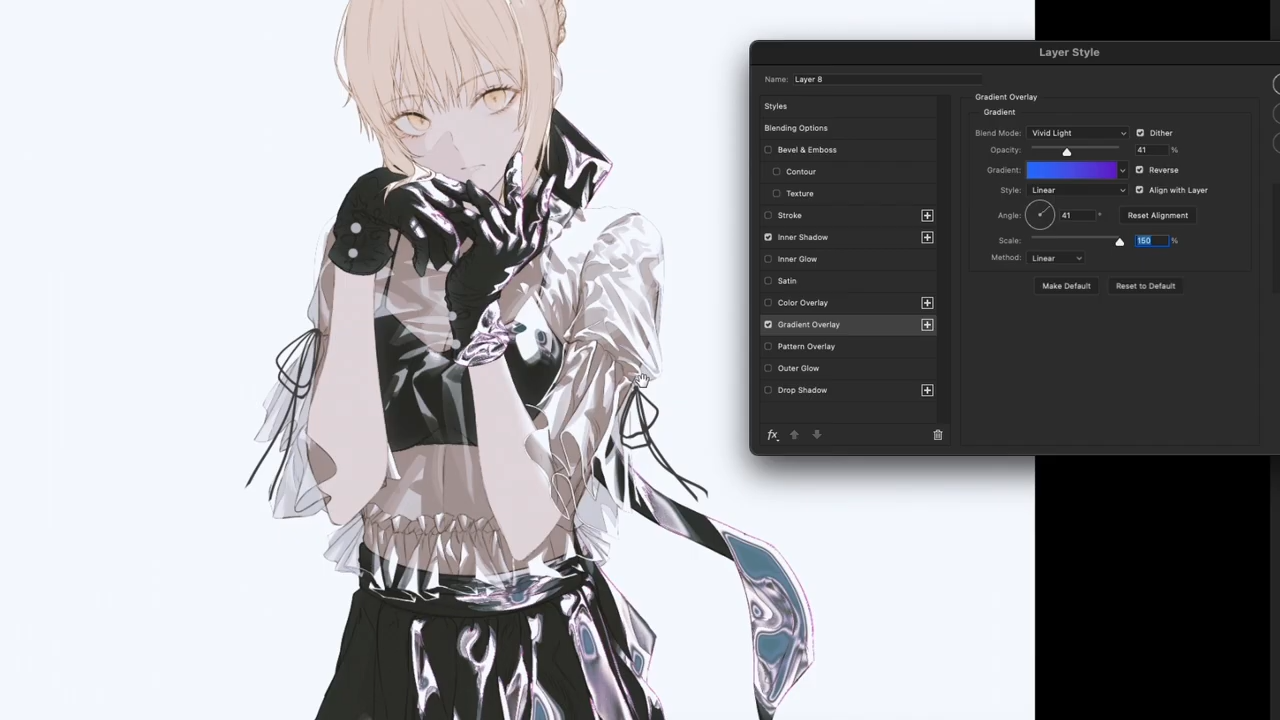 Layer Style
Name: Layer 8
Styles
Blending Options
Bevel & Emboss
Contour
Texture
Stroke
Inner Shadow
Inner Glow
Satin
Color Overlay
Gradient Overlay
Pattern Overlay
Outer Glow
Drop Shadow
fx
Gradient Overlay
Gradient
Blend Mode: Vivid Light Dither
Opacity: 41 %
Gradient: Reverse
Style: Linear Align with Layer
Angle: 41 ° Reset Alignment
Scale: 150 %
Method: Linear
Make Default Reset to Default